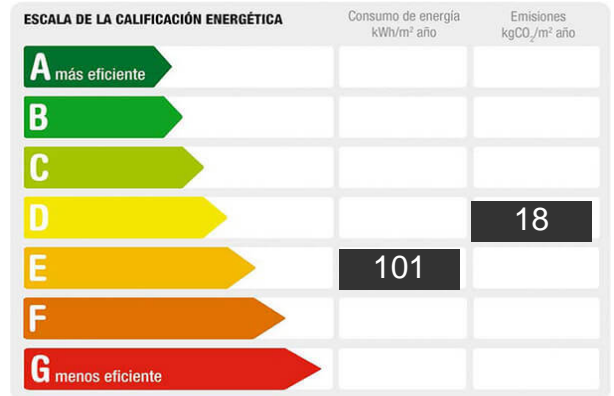 ESCALA DE LA CALIFICACIÓN ENERGÉTICA
Consumo de energía
kWh/m² año
Emisiones
kgCO₂/m² año
A más eficiente
B
C
D
18
E
101
F
G menos eficiente